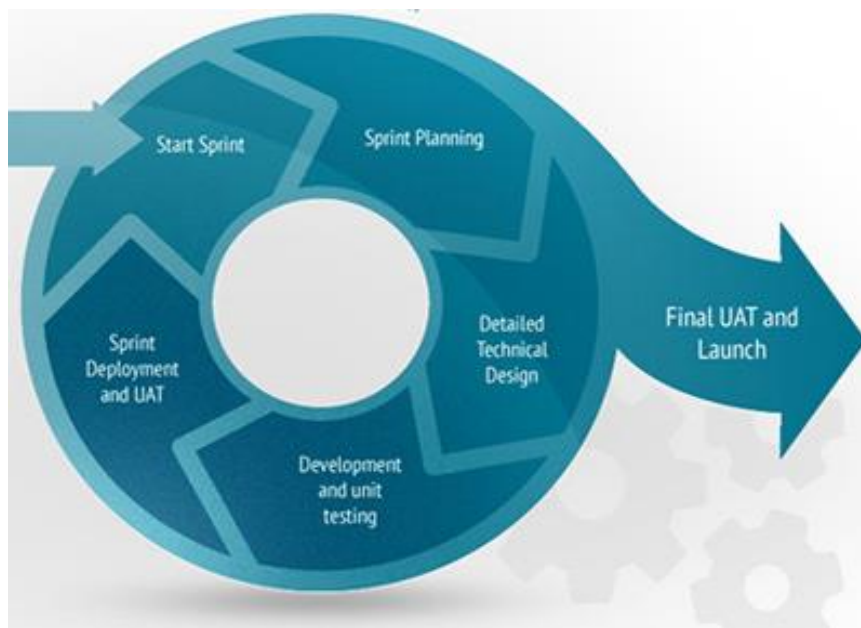 Start Sprint
Sprint Planning
Detailed
Technical
Design
Development
and unit
testing
Sprint
Deployment
and UAT
Final UAT and
Launch